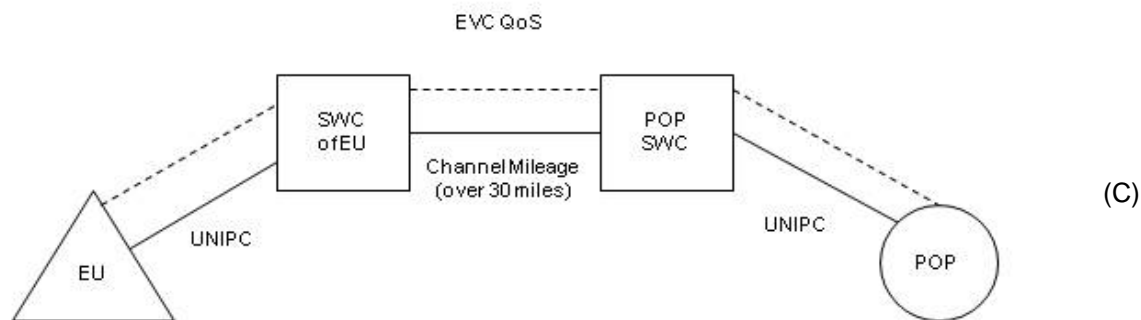 EVC QoS
SWC
of EU
POP
SWC
Channel Mileage
(over 30 miles)
(C)
UNIPC
UNIPC
EU
POP